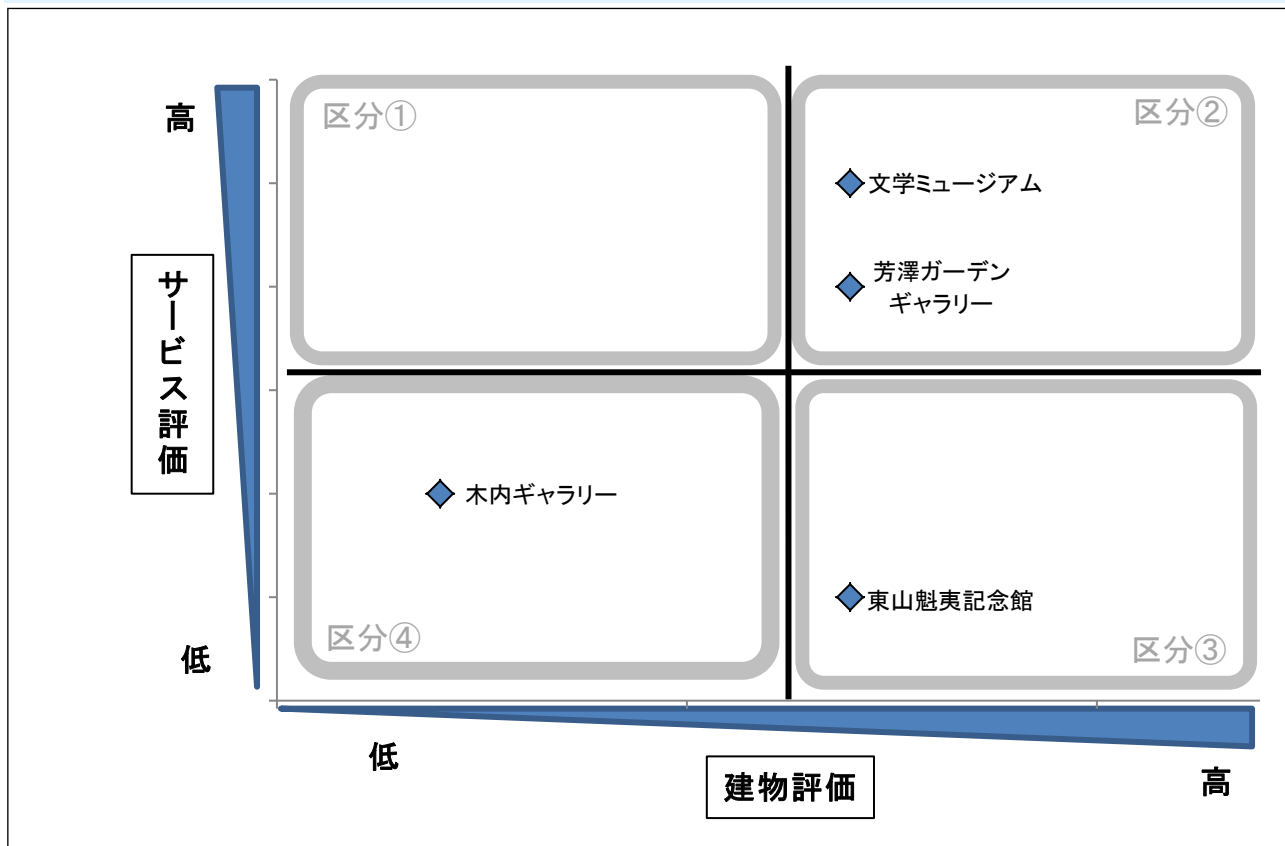 高
区分①
区分②
文学ミュージアム
芳澤ガーデン
ギャラリー
サービス評価
木内ギャラリー
東山魁夷記念館
区分④
区分③
低
低
建物評価
高